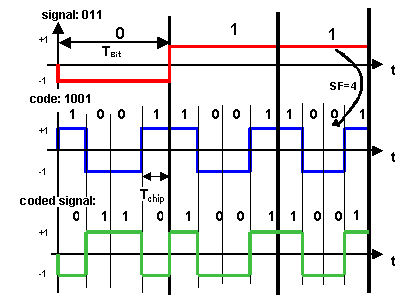 signal: 011
0 1 1
+1
T Bit
-1
t
SF=4
code: 1001
1 0 0 1 1 0 0 1 1 0 0 1
+1
-1
t
T chip
coded signal:
0 1 1 0 1 0 0 1 1 0 0 1
+1
-1
t